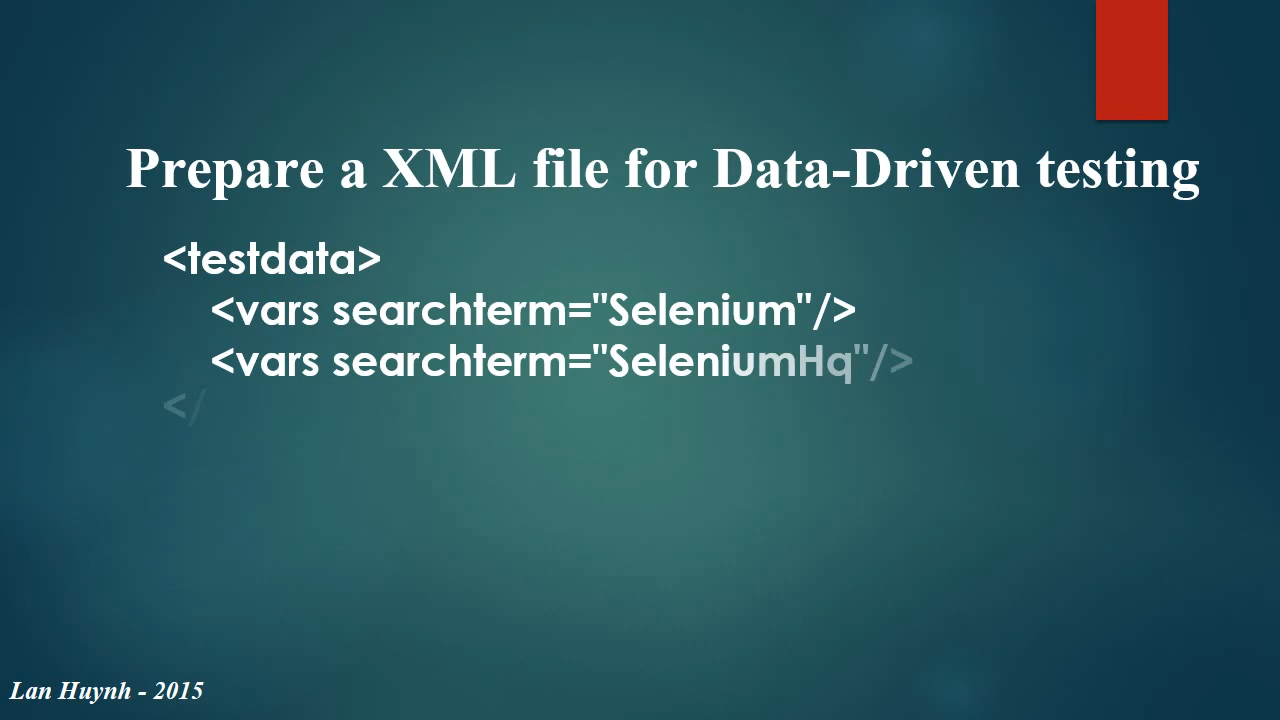 Prepare a XML file for Data-Driven testing
<testdata>
<vars searchterm="Selenium"/>
<vars searchterm="SeleniumHq"/>
</
Lan Huynh - 2015